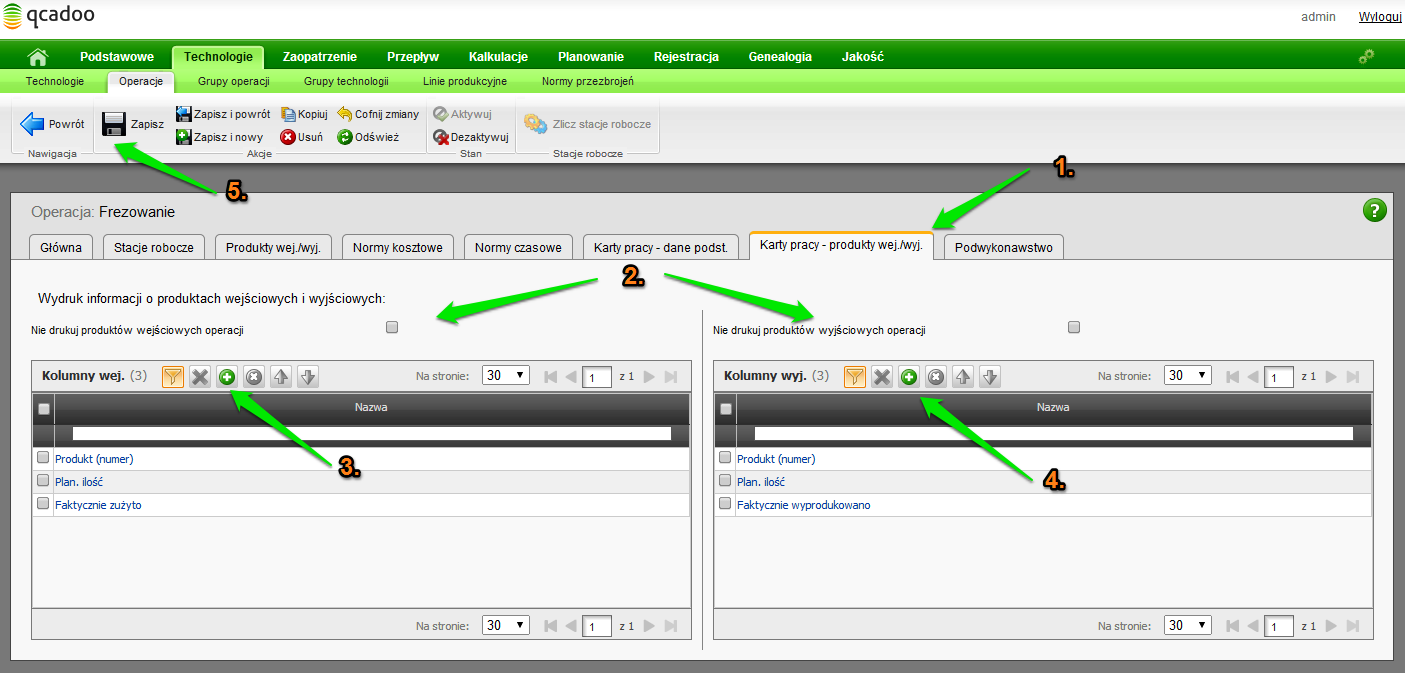 qcadoo
admin Wyloguj
Podstawowe Technologie Zaopatrzenie Przepływ Kalkulacje Planowanie Rejestracja Genealogia Jakość
Technologie Operacje Grupy operacji Grupy technologii Linie produkcyjne Normy przezbrojeń
Powrót Zapisz Zapisz i powrót Kopiuj Cofnij zmiany Aktywuj Zlicz stacje robocze
Zapisz i nowy Usuń Odśwież Dezaktywuj
Nawigacja Akcje Stan Stacje robocze
1.
5.
Operacja: Frezowanie
?
Główna Stacje robocze Produkty wej./wyj. Normy kosztowe Normy czasowe Karty pracy - dane podst. Karty pracy - produkty wej./wyj. Podwykonawstwo
2.
Wydruk informacji o produktach wejściowych i wyjściowych:
Nie drukuj produktów wejściowych operacji Nie drukuj produktów wyjściowych operacji
Kolumny wej. (3) Na stronie: 30 1 z 1 Kolumny wyj. (3) Na stronie: 30 1 z 1
Nazwa Nazwa
Produkt (numer) Produkt (numer)
3.
Plan. ilość Plan. ilość
4.
Faktycznie zużyto Faktycznie wyprodukowano
Na stronie: 30 1 z 1 Na stronie: 30 1 z 1